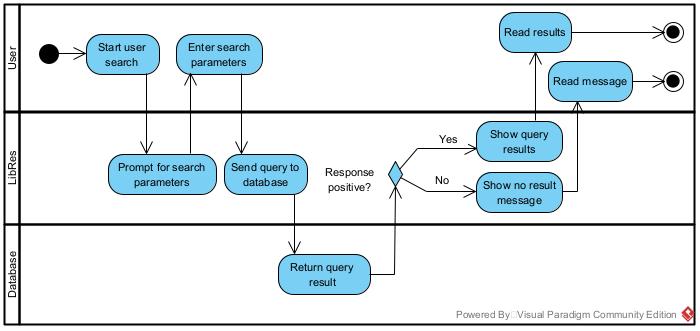 User
Start user
search
Enter search
parameters
Read results
Read message
LibRes
Prompt for search
parameters
Send query to
database
Response
positive?
Yes
No
Show query
results
Show no result
message
Database
Return query
result
Powered By Visual Paradigm Community Edition